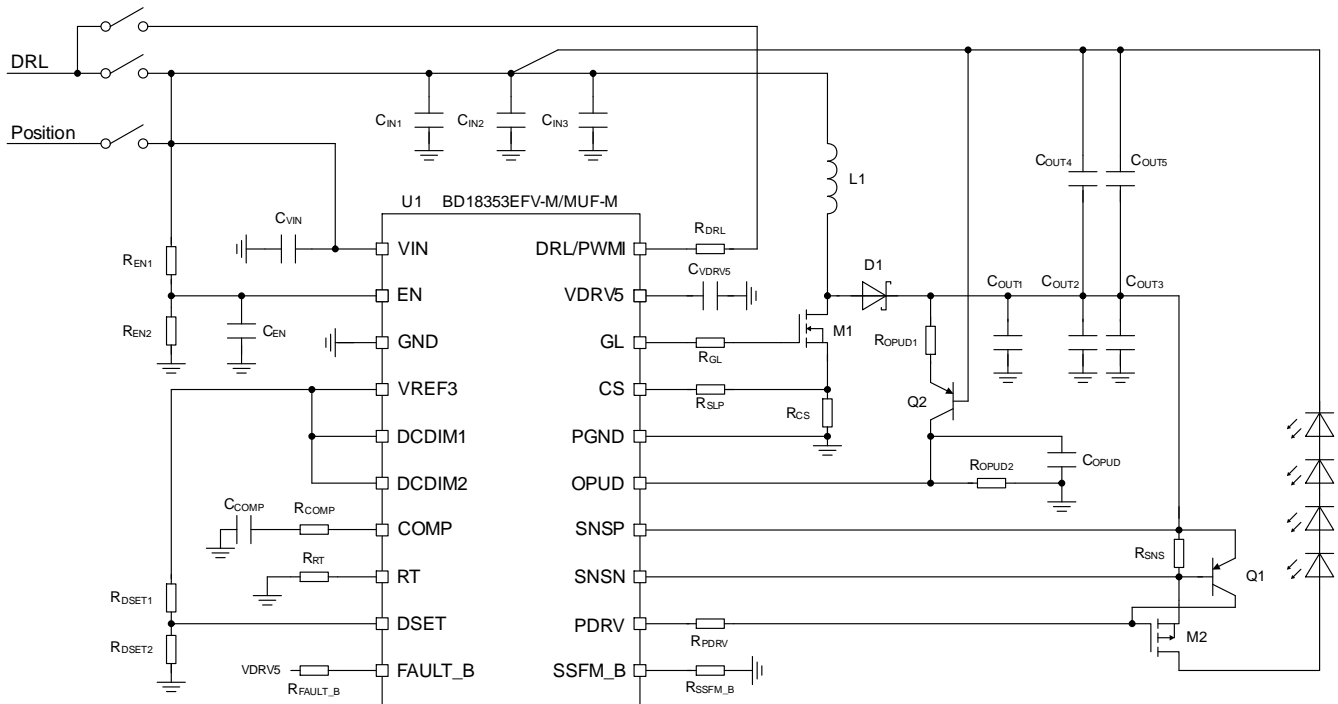 DRL
Position
CIN1
CIN2
CIN3
L1
COUT4
COUT5
U1 BD18353EFV-M/MUF-M
CVIN
REN1
REN2
CEN
VIN
EN
GND
VREF3
DCDIM1
DCDIM2
COMP
RT
DSET
FAULT_B
CCOMP
RCOMP
RRT
RDSET1
RDSET2
VDRV5
RFAULT_B
DRL/PWMI
VDRV5
GL
CS
PGND
OPUD
SNSP
SNSN
PDRV
SSFM_B
RDRL
CVDRV5
RGL
RSLP
RCS
M1
D1
ROPUD1
Q2
COUT1
COUT2
COUT3
ROPUD2
COPUD
RSNS
Q1
RPDRV
M2
RSSFM_B